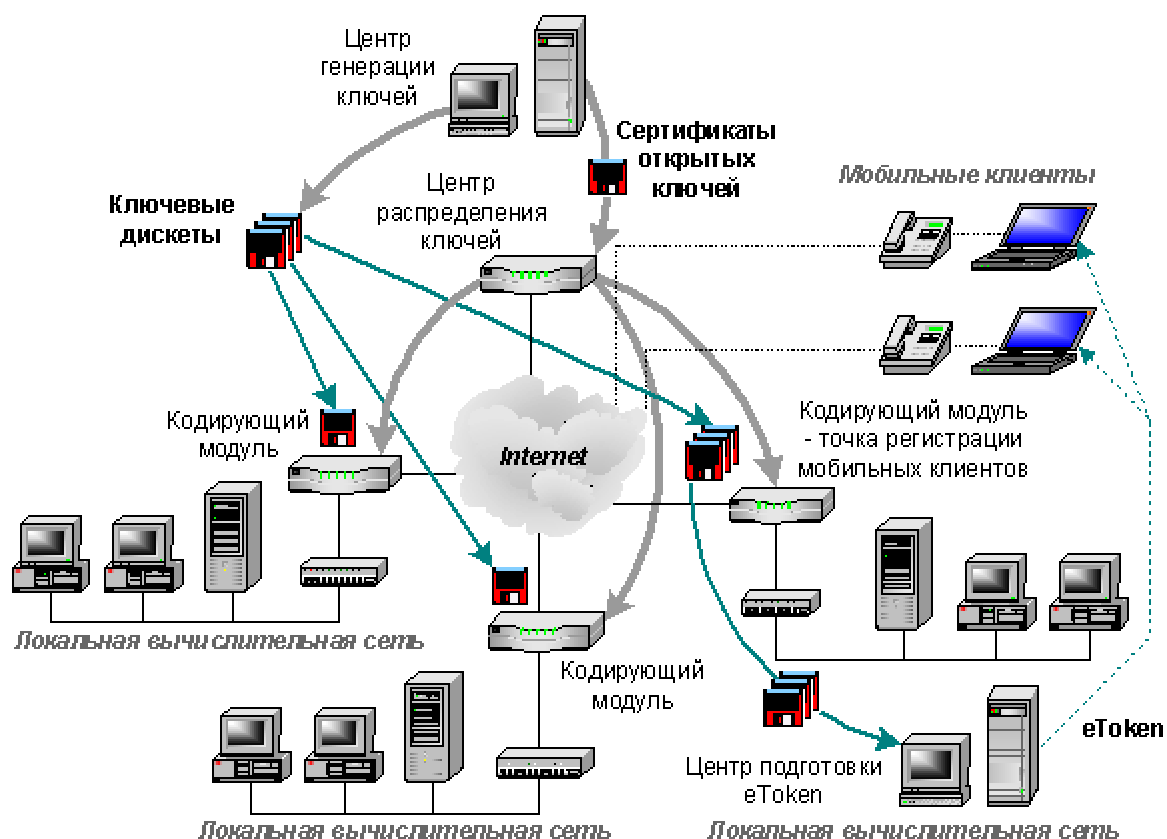 Центр
генерации
ключей
Сертификаты
открытых
ключей
Мобильные клиенты
Ключевые
дискеты
Центр
распределения
ключей
Кодирующий
модуль
Internet
Кодирующий модуль
- точка регистрации
мобильных клиентов
Локальная вычислительная сеть
Кодирующий
модуль
eToken
Центр подготовки
eToken
Локальная вычислительная сеть
Локальная вычислительная сеть